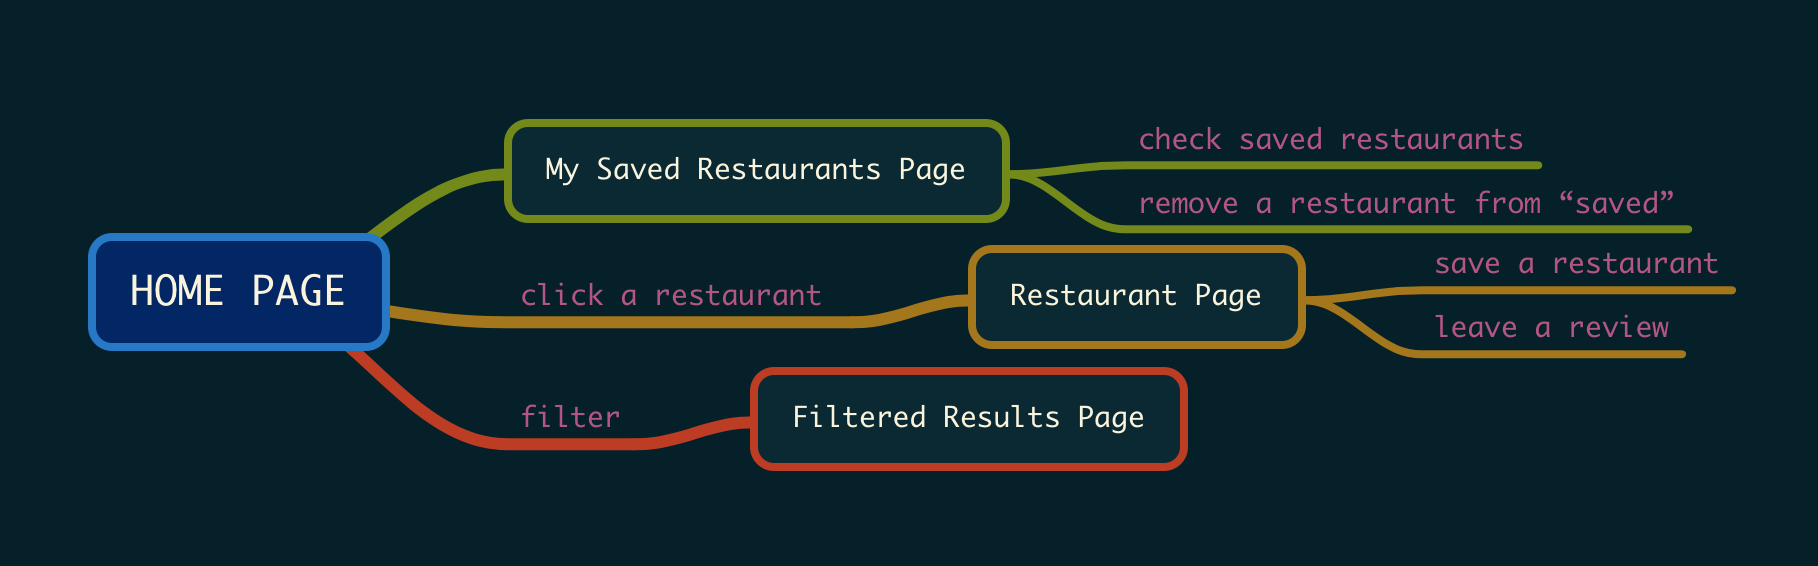 HOME PAGE
My Saved Restaurants Page
check saved restaurants
remove a restaurant from “saved”
click a restaurant
Restaurant Page
save a restaurant
leave a review
filter
Filtered Results Page